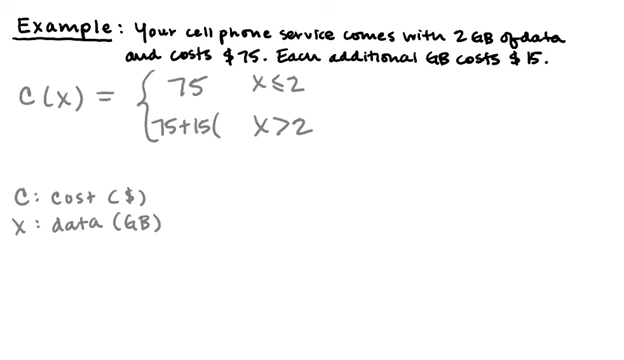 Example: Your cell phone service comes with 2 GB of data
and costs $75. Each additional GB costs $15.
C(x) = { 75 x≤2
75+15( x>2
C: cost ($)
x: data (GB)